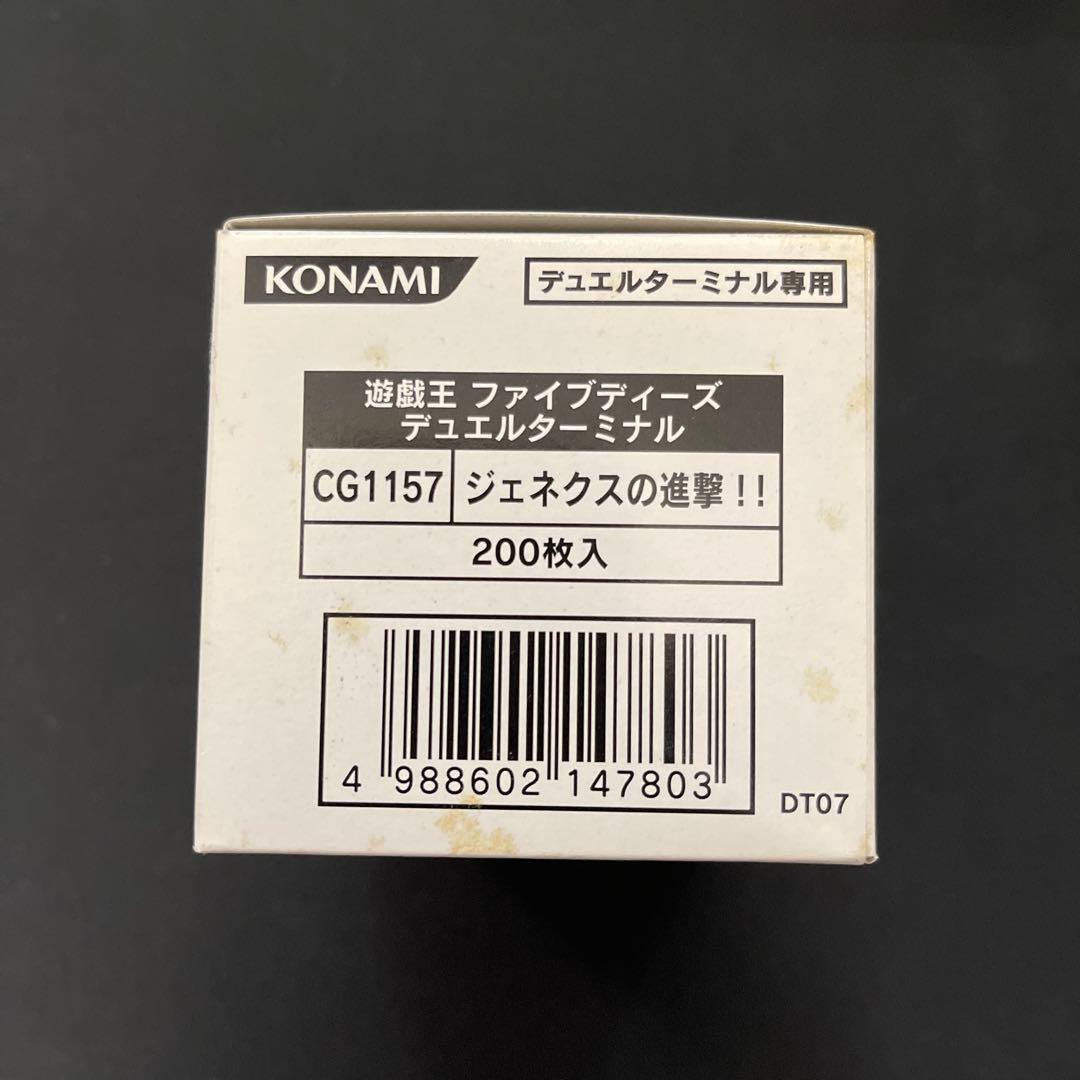 KONAMI
デュエルターミナル専用
遊戯王 ファイブディーズ
デュエルターミナル
CG1157 ジェネクスの進撃!!
200枚入
4 988602 147803
DT07